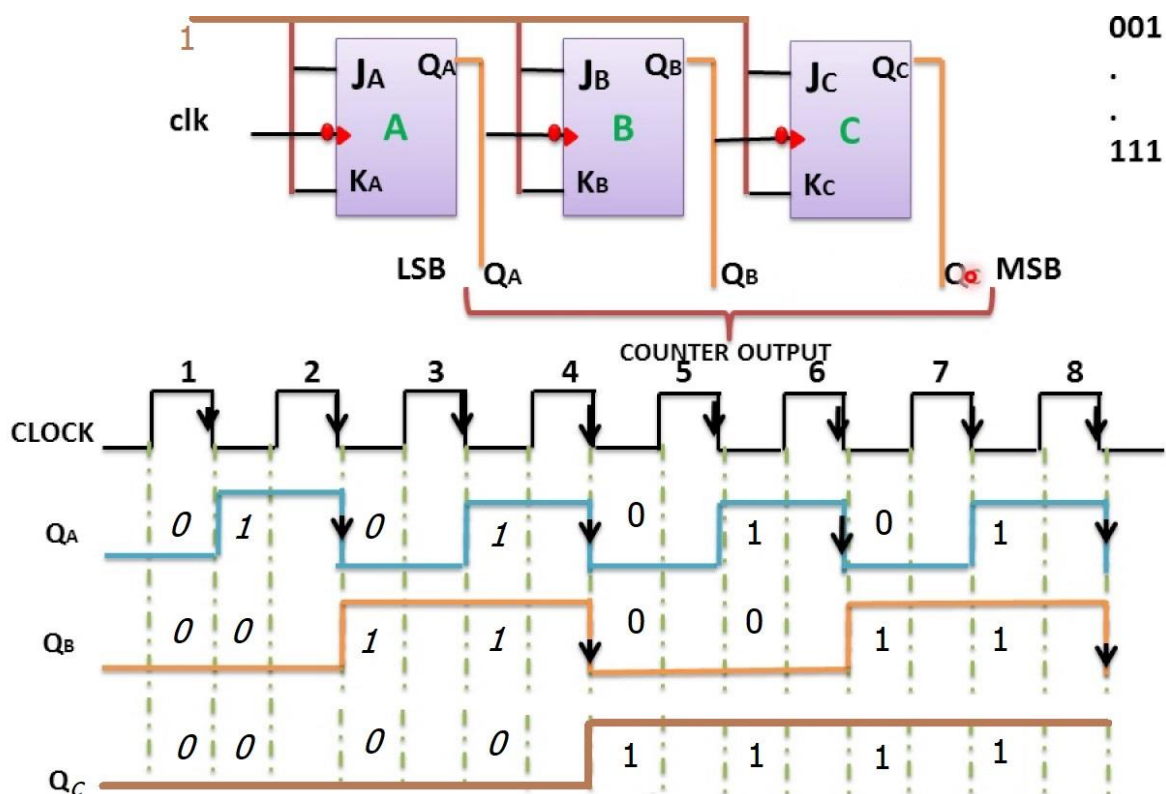 001
.
.
111
1
JA QA JB QB JC QC
clk A B C
KA KB KC
LSB QA QB Q MSB
COUNTER OUTPUT
1 2 3 4 5 6 7 8
CLOCK
QA 0 1 0 1 0 1 0 1
QB 0 0 1 1 0 0 1 1
QC 0 0 0 0 1 1 1 1